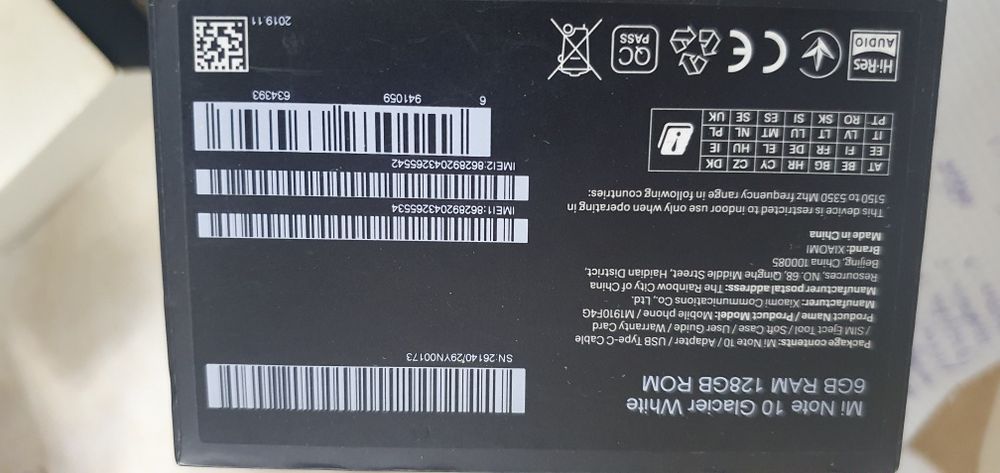 Mi Note 10 Glacier White
6GB RAM 128GB ROM
Package contents: Mi Note 10 / Adapter / USB Type-C Cable
/ SIM Eject Tool / Soft Case / User Guide / Warranty Card
Product Name / Product Model: Mobile phone / M1910F4G
Manufacturer: Xiaomi Communications Co., Ltd.
Manufacturer postal address: The Rainbow City of China
Resources, NO. 68, Qinghe Middle Street, Haidian District,
Beijing, China 100085
Brand: XIAOMI
Made in China
This device is restricted to indoor use only when operating in
5150 to 5350 Mhz frequency range in following countries:
AT BE BG HR CY CZ DK
EE FI FR DE EL HU IE
IT LV LT LU MT NL PL
PT RO SK SI ES SE UK
Hi-Res
AUDIO
CE
QC
PASS
SN:26140/29YN00173
IMEI1:862892043265534
IMEI2:862892043265542
6 941059 634393
2019.11